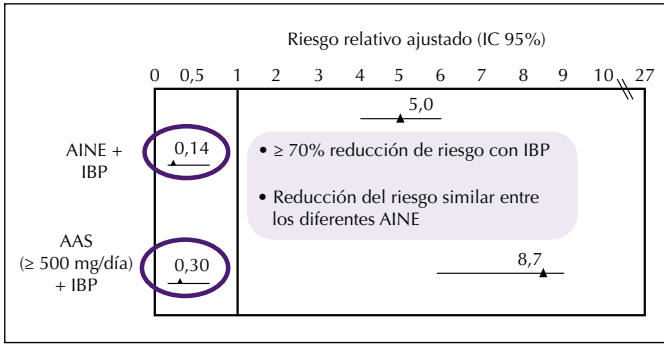 Riesgo relativo ajustado (IC 95%)
0 0,5 1 2 3 4 5 6 7 8 9 10 27
5,0
AINE +
IBP
0,14
• ≥ 70% reducción de riesgo con IBP
• Reducción del riesgo similar entre
los diferentes AINE
AAS
(≥ 500 mg/día)
+ IBP
0,30
8,7